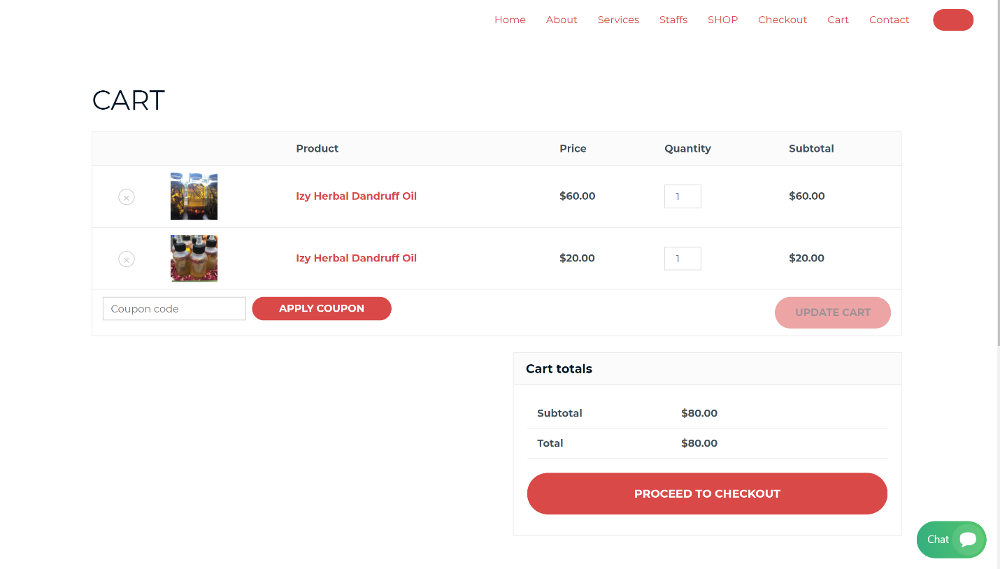 Home About Services Staffs SHOP Checkout Cart Contact
CART
Product Price Quantity Subtotal
× Izy Herbal Dandruff Oil $60.00 1 $60.00
× Izy Herbal Dandruff Oil $20.00 1 $20.00
Coupon code APPLY COUPON UPDATE CART
Cart totals
Subtotal $80.00
Total $80.00
PROCEED TO CHECKOUT
Chat